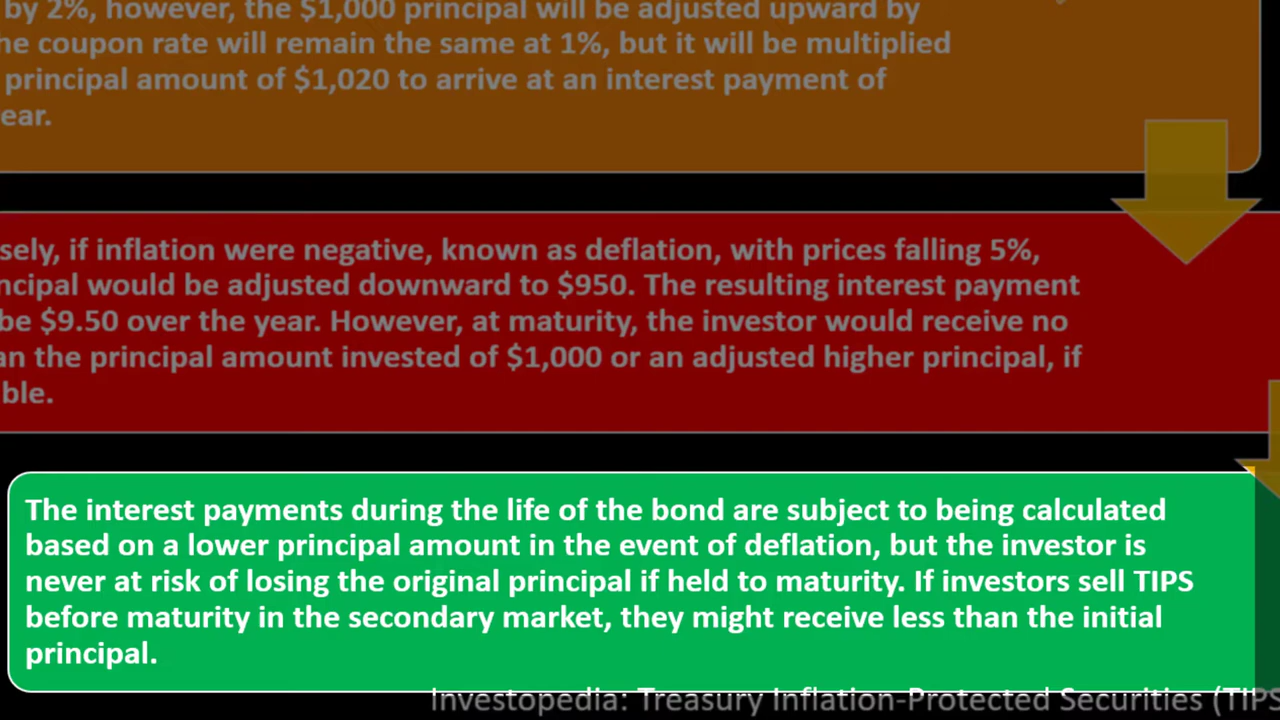 by 2%, however, the $1,000 principal will be adjusted upward by
he coupon rate will remain the same at 1%, but it will be multiplied
principal amount of $1,020 to arrive at an interest payment of
ear.
sely, if inflation were negative, known as deflation, with prices falling 5%,
ncipal would be adjusted downward to $950. The resulting interest payment
be $9.50 over the year. However, at maturity, the investor would receive no
an the principal amount invested of $1,000 or an adjusted higher principal, if
ble.
The interest payments during the life of the bond are subject to being calculated
based on a lower principal amount in the event of deflation, but the investor is
never at risk of losing the original principal if held to maturity. If investors sell TIPS
before maturity in the secondary market, they might receive less than the initial
principal.
Investopedia: Treasury Inflation-Protected Securities (TIPS